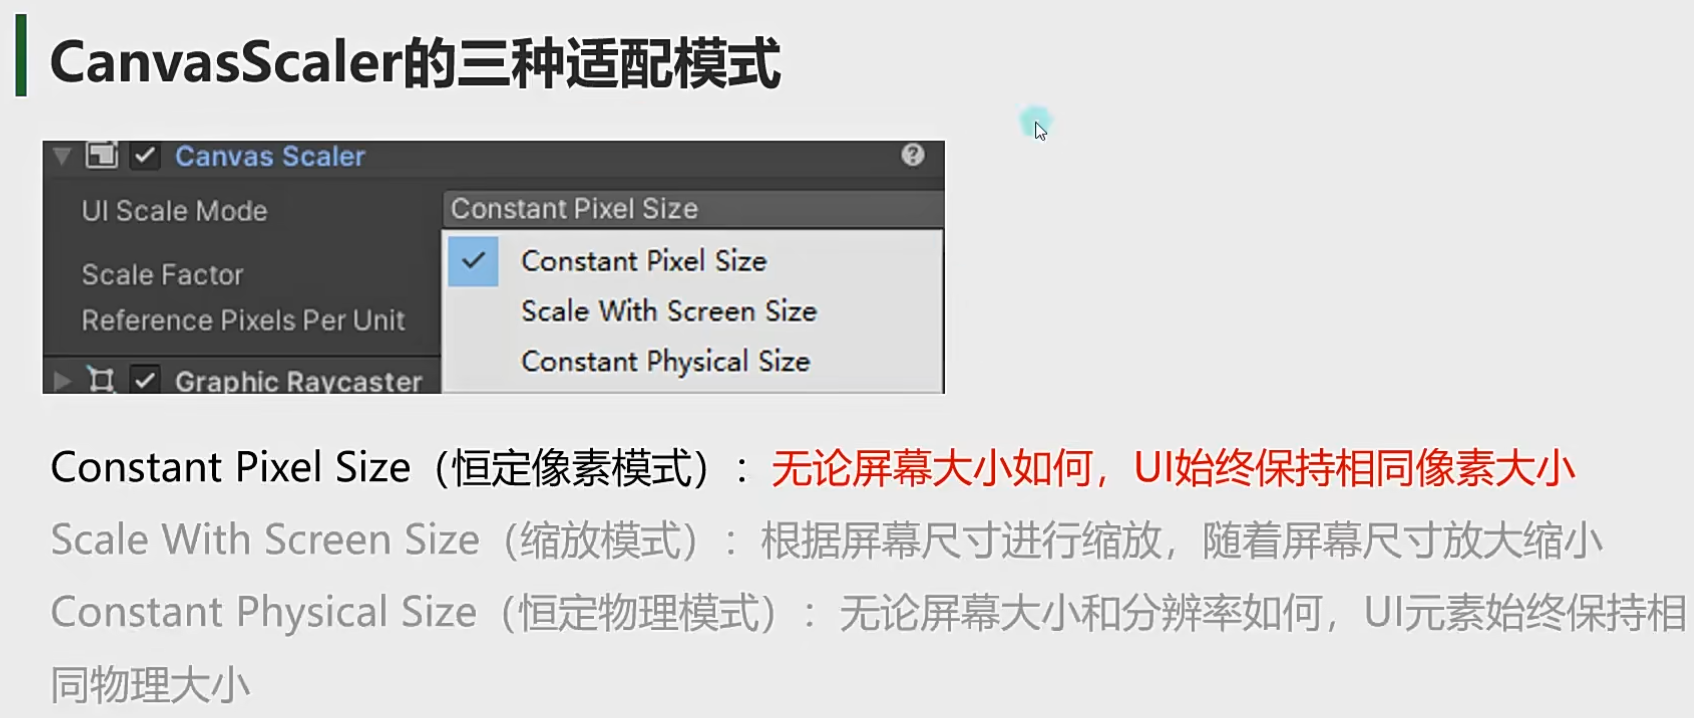 CanvasScaler的三种适配模式
Canvas Scaler
UI Scale Mode
Constant Pixel Size
Constant Pixel Size
Scale Factor
Scale With Screen Size
Reference Pixels Per Unit
Constant Physical Size
Graphic Raycaster
Constant Pixel Size（恒定像素模式）：无论屏幕大小如何，UI始终保持相同像素大小
Scale With Screen Size（缩放模式）：根据屏幕尺寸进行缩放，随着屏幕尺寸放大缩小
Constant Physical Size（恒定物理模式）：无论屏幕大小和分辨率如何，UI元素始终保持相
同物理大小